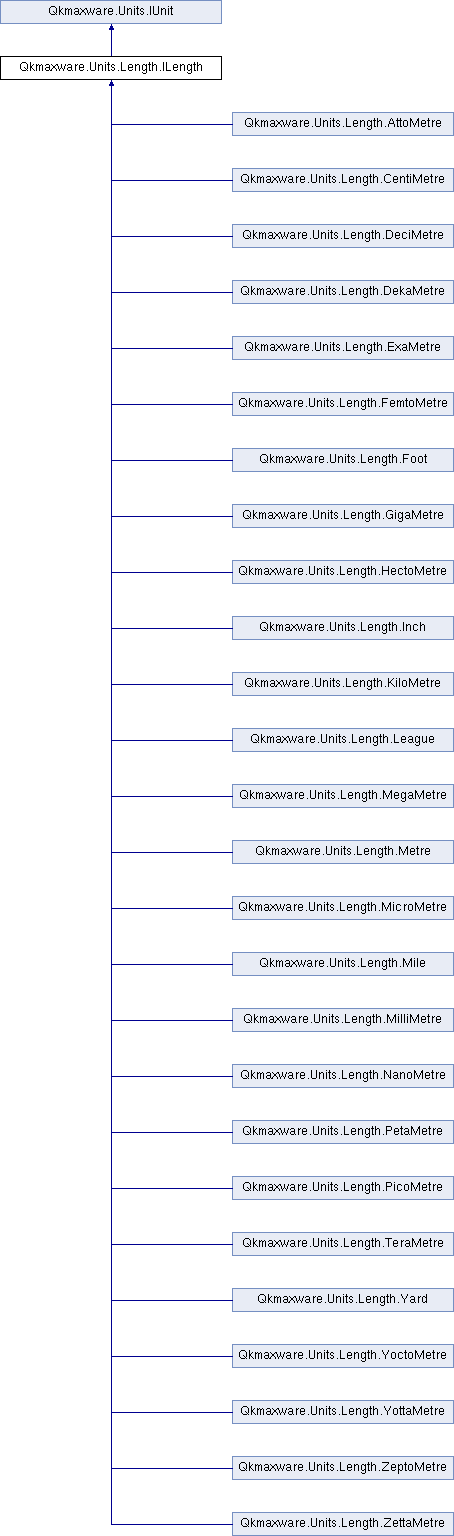 Qkmaxware.Units.IUnit
Qkmaxware.Units.Length.ILength
Qkmaxware.Units.Length.AttoMetre
Qkmaxware.Units.Length.CentiMetre
Qkmaxware.Units.Length.DeciMetre
Qkmaxware.Units.Length.DekaMetre
Qkmaxware.Units.Length.ExaMetre
Qkmaxware.Units.Length.FemtoMetre
Qkmaxware.Units.Length.Foot
Qkmaxware.Units.Length.GigaMetre
Qkmaxware.Units.Length.HectoMetre
Qkmaxware.Units.Length.Inch
Qkmaxware.Units.Length.KiloMetre
Qkmaxware.Units.Length.League
Qkmaxware.Units.Length.MegaMetre
Qkmaxware.Units.Length.Metre
Qkmaxware.Units.Length.MicroMetre
Qkmaxware.Units.Length.Mile
Qkmaxware.Units.Length.MilliMetre
Qkmaxware.Units.Length.NanoMetre
Qkmaxware.Units.Length.PetaMetre
Qkmaxware.Units.Length.PicoMetre
Qkmaxware.Units.Length.TeraMetre
Qkmaxware.Units.Length.Yard
Qkmaxware.Units.Length.YoctoMetre
Qkmaxware.Units.Length.YottaMetre
Qkmaxware.Units.Length.ZeptoMetre
Qkmaxware.Units.Length.ZettaMetre